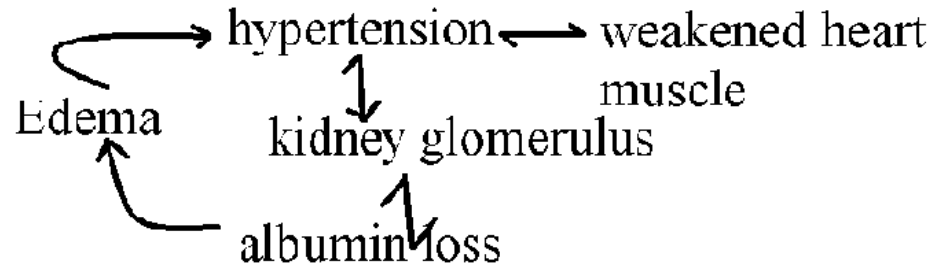 hypertension
weakened heart
muscle
Edema
kidney glomerulus
albumin loss